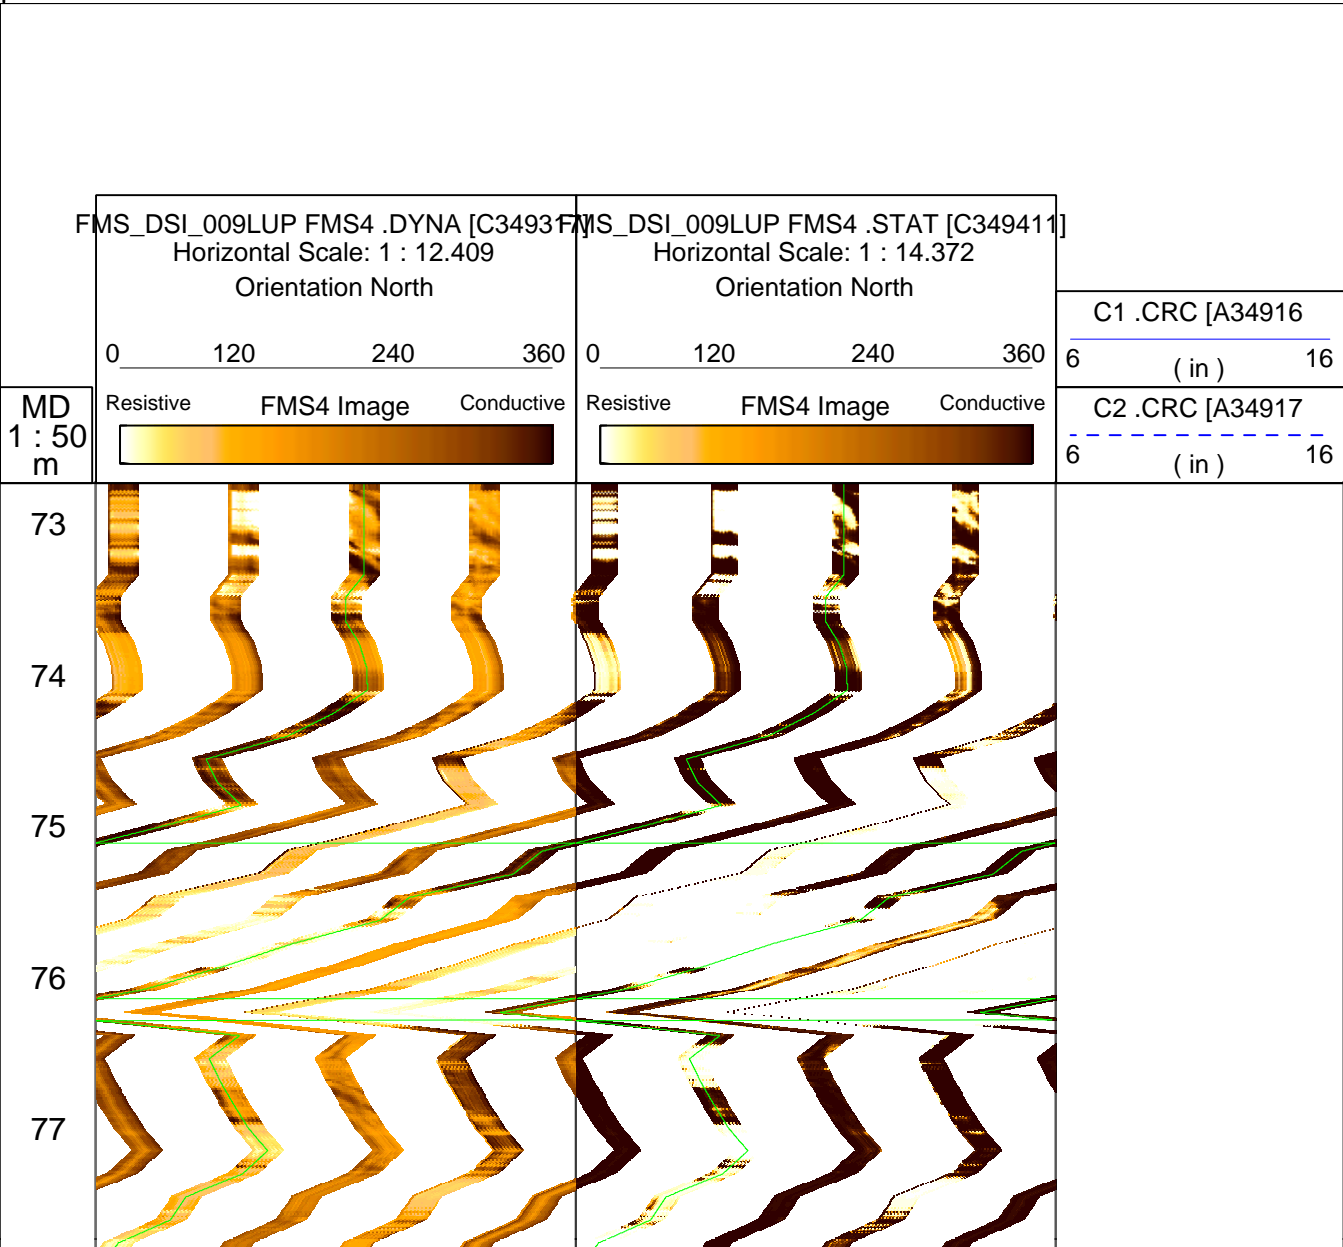 FMS_DSI_009LUP FMS4 .DYNA [C349317]
Horizontal Scale: 1 : 12.409
Orientation North
0 120 240 360
Resistive FMS4 Image Conductive
FMS_DSI_009LUP FMS4 .STAT [C349411]
Horizontal Scale: 1 : 14.372
Orientation North
0 120 240 360
Resistive FMS4 Image Conductive
C1 .CRC [A34916
6 ( in ) 16
C2 .CRC [A34917
6 ( in ) 16
MD
1 : 50
m
73
74
75
76
77